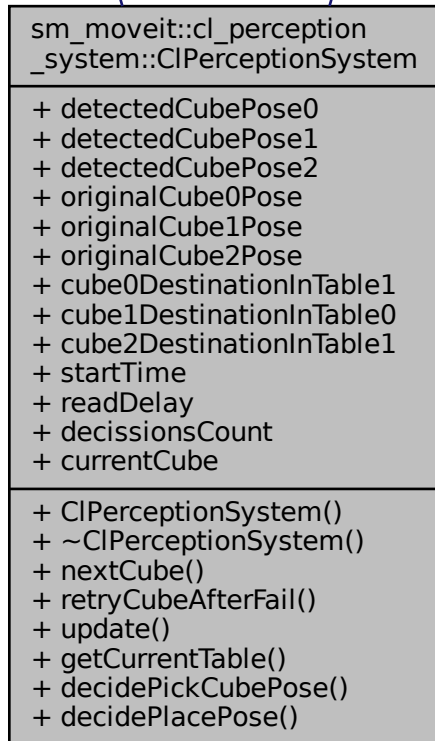 sm_moveit::cl_perception
_system::ClPerceptionSystem
+ detectedCubePose0
+ detectedCubePose1
+ detectedCubePose2
+ originalCube0Pose
+ originalCube1Pose
+ originalCube2Pose
+ cube0DestinationInTable1
+ cube1DestinationInTable0
+ cube2DestinationInTable1
+ startTime
+ readDelay
+ decissionsCount
+ currentCube
+ ClPerceptionSystem()
+ ~ClPerceptionSystem()
+ nextCube()
+ retryCubeAfterFail()
+ update()
+ getCurrentTable()
+ decidePickCubePose()
+ decidePlacePose()